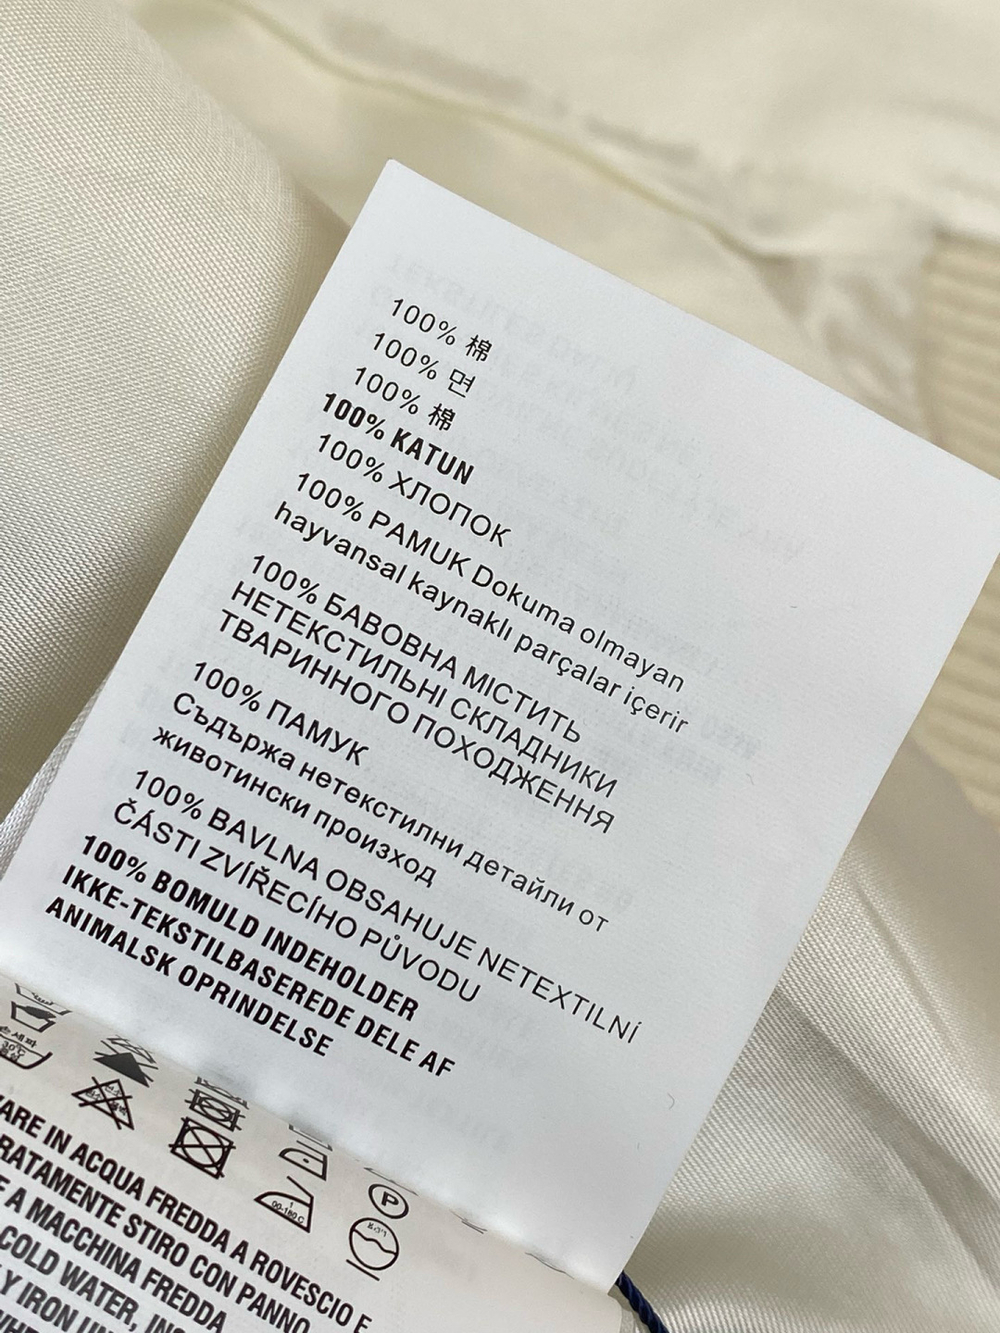 100% 棉
100% 면
100% 棉
100% KATUN
100% ХЛОПОК
100% PAMUK Dokuma olmayan
hayvansal kaynaklı parçalar içerir
100% БАВОВНА МІСТИТЬ
НЕТЕКСТИЛЬНІ СКЛАДНИКИ
ТВАРИННОГО ПОХОДЖЕННЯ
100% ПАМУК
Съдържа нетекстилни детайли от
животински произход
100% BAVLNA OBSAHUJE NETEXTILNÍ
ČÁSTI ZVÍŘECÍHO PŮVODU
100% BOMULD INDEHOLDER
IKKE-TEKSTILBASEREDE DELE AF
ANIMALSK OPRINDELSE
30°C
P
IN ACQUA FREDDA A ROVESCIO E
STIRO CON PANNO
A MACCHINA FREDDA
COLD WATER,
IRON